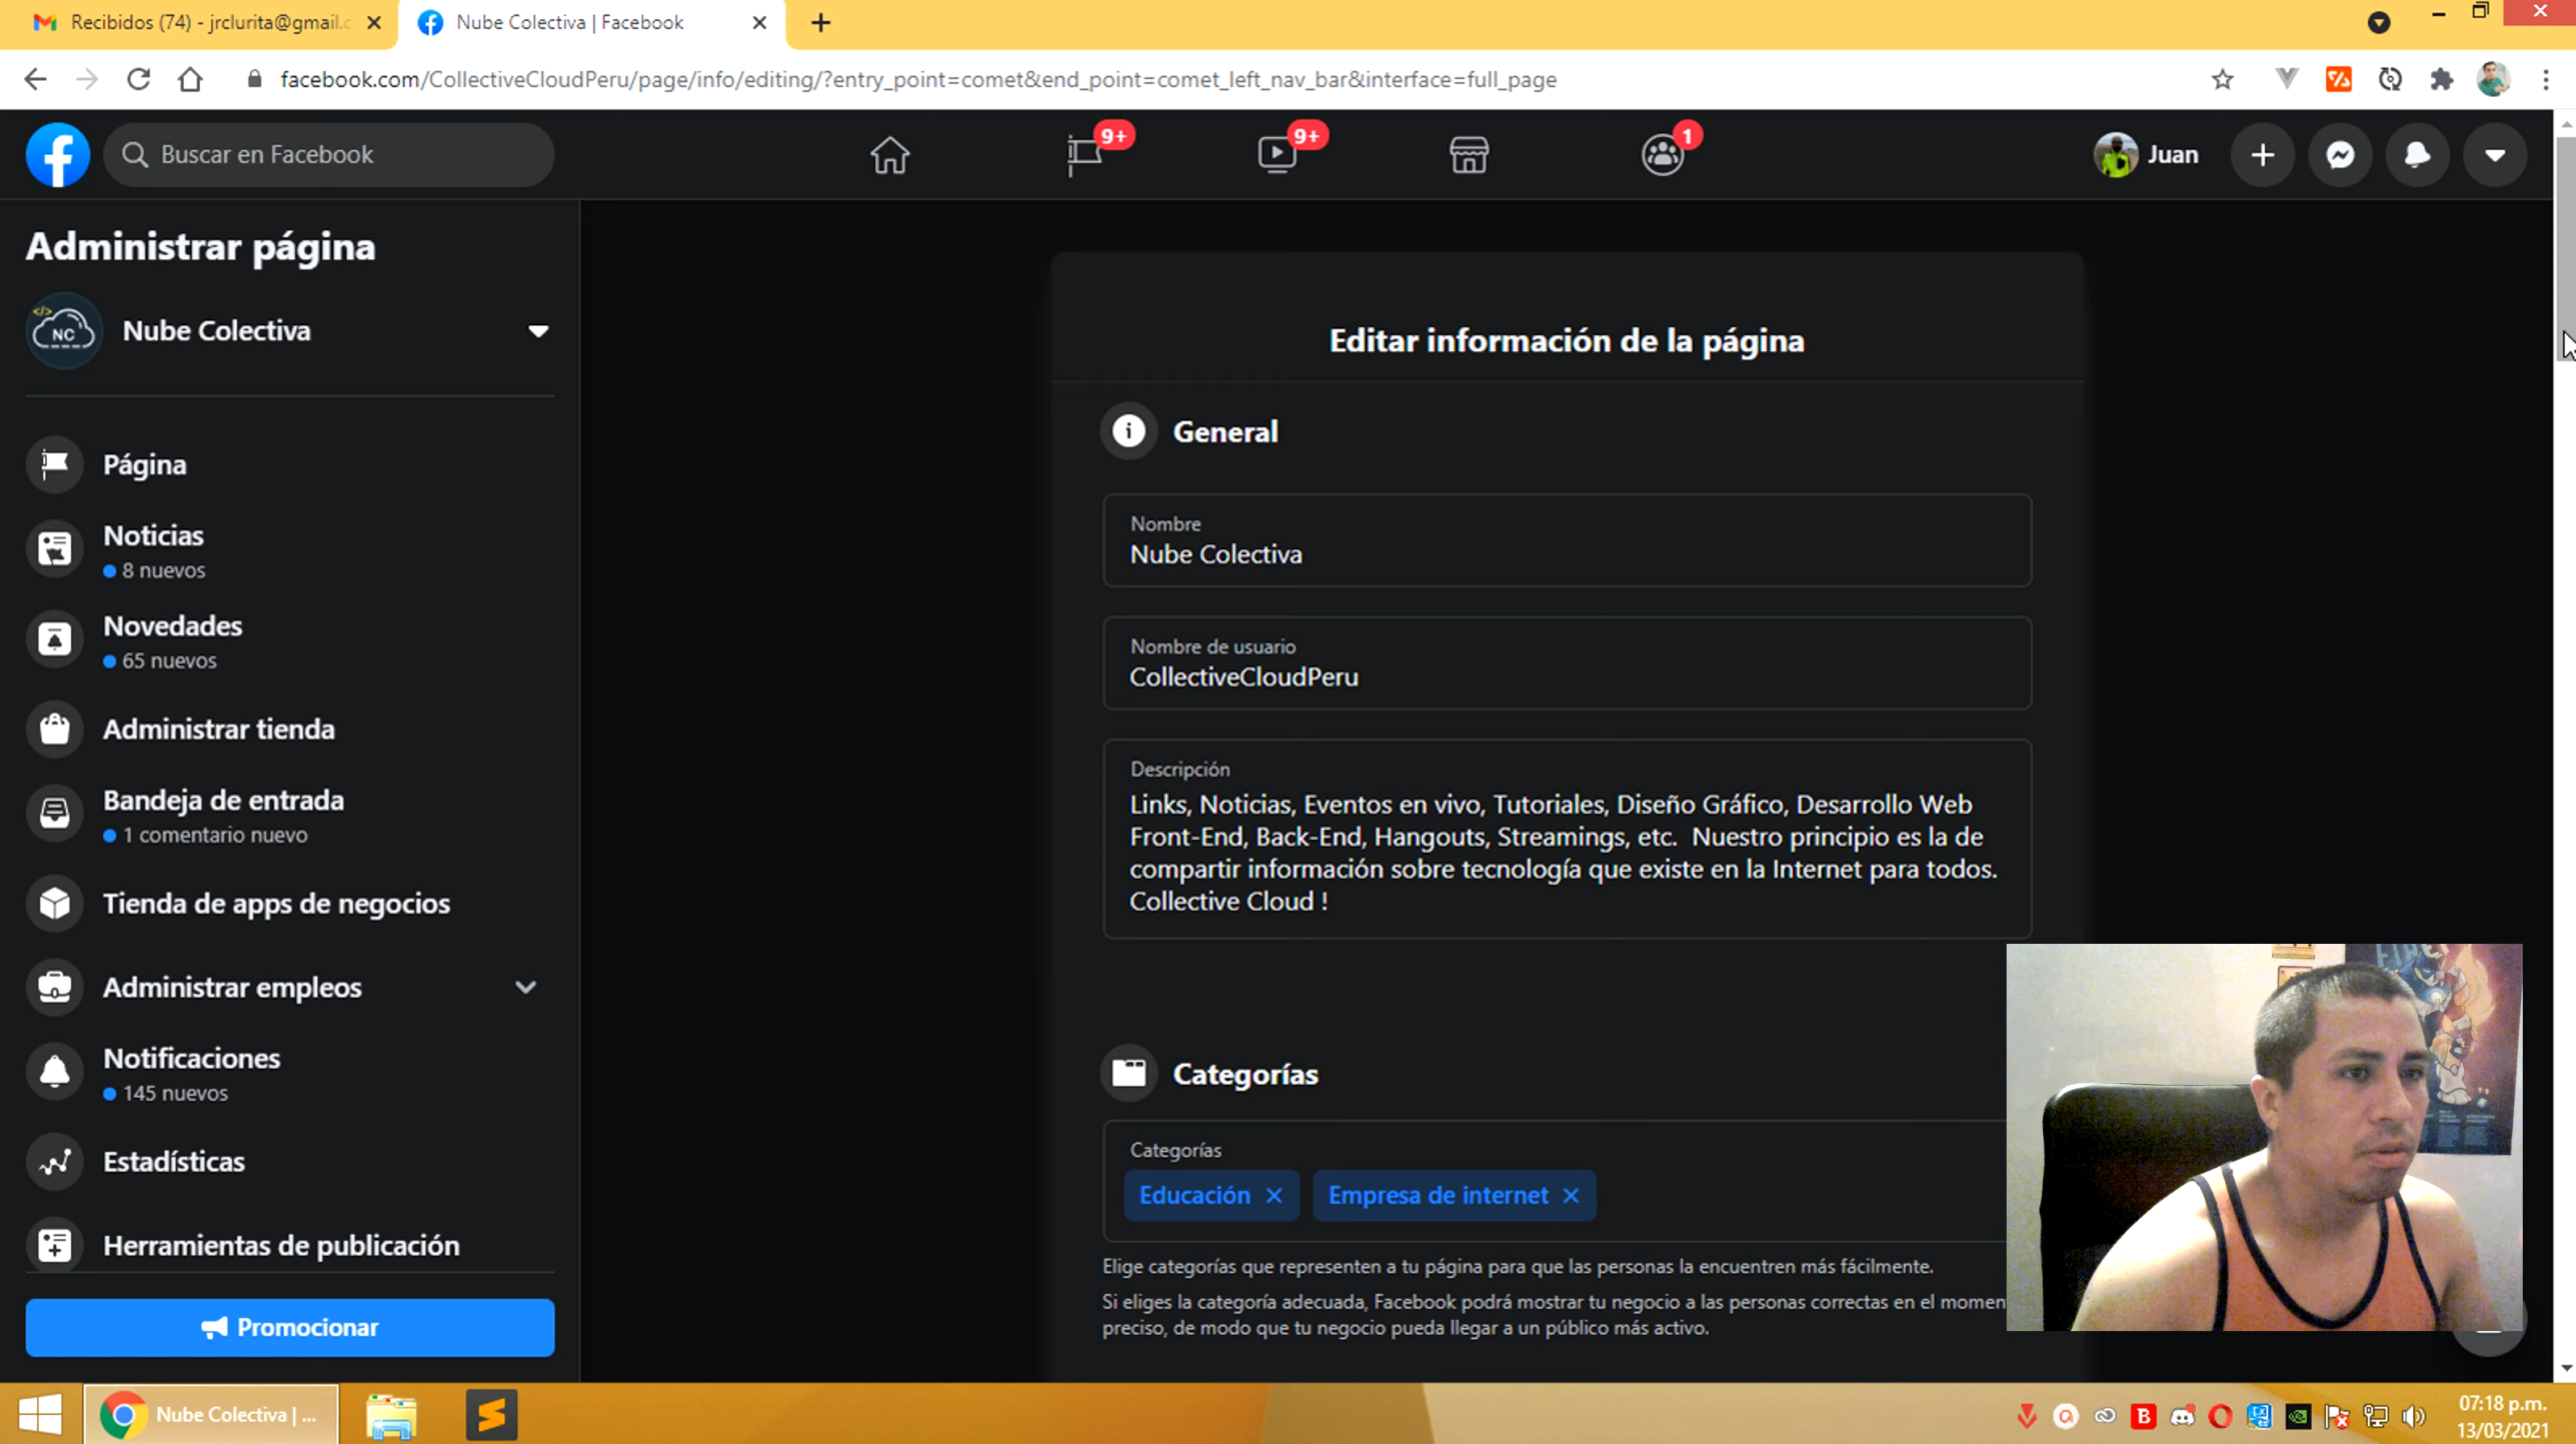 Recibidos (74) - jrclurita@gmail.c
Nube Colectiva | Facebook
facebook.com/CollectiveCloudPeru/page/info/editing/?entry_point=comet&end_point=comet_left_nav_bar&interface=full_page
Buscar en Facebook
9+
9+
1
Juan
Administrar página
NC
Nube Colectiva
Página
Noticias
8 nuevos
Novedades
65 nuevos
Administrar tienda
Bandeja de entrada
1 comentario nuevo
Tienda de apps de negocios
Administrar empleos
Notificaciones
145 nuevos
Estadísticas
Herramientas de publicación
Promocionar
Editar información de la página
General
Nombre
Nube Colectiva
Nombre de usuario
CollectiveCloudPeru
Descripción
Links, Noticias, Eventos en vivo, Tutoriales, Diseño Gráfico, Desarrollo Web
Front-End, Back-End, Hangouts, Streamings, etc.  Nuestro principio es la de
compartir información sobre tecnología que existe en la Internet para todos.
Collective Cloud !
Categorías
Categorías
Educación
Empresa de internet
Elige categorías que representen a tu página para que las personas la encuentren más fácilmente.
Si eliges la categoría adecuada, Facebook podrá mostrar tu negocio a las personas correctas en el momen
preciso, de modo que tu negocio pueda llegar a un público más activo.
Nube Colectiva | ...
07:18 p.m.
13/03/2021